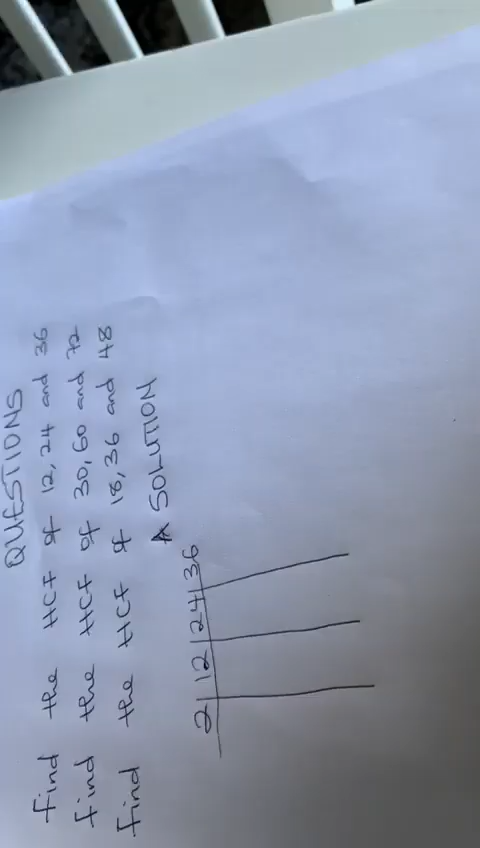 QUESTIONS
find the HCF of 12, 24 and 36
find the HCF of 30, 60 and 72
find the HCF of 18, 36 and 48
A SOLUTION
2 12 24 36